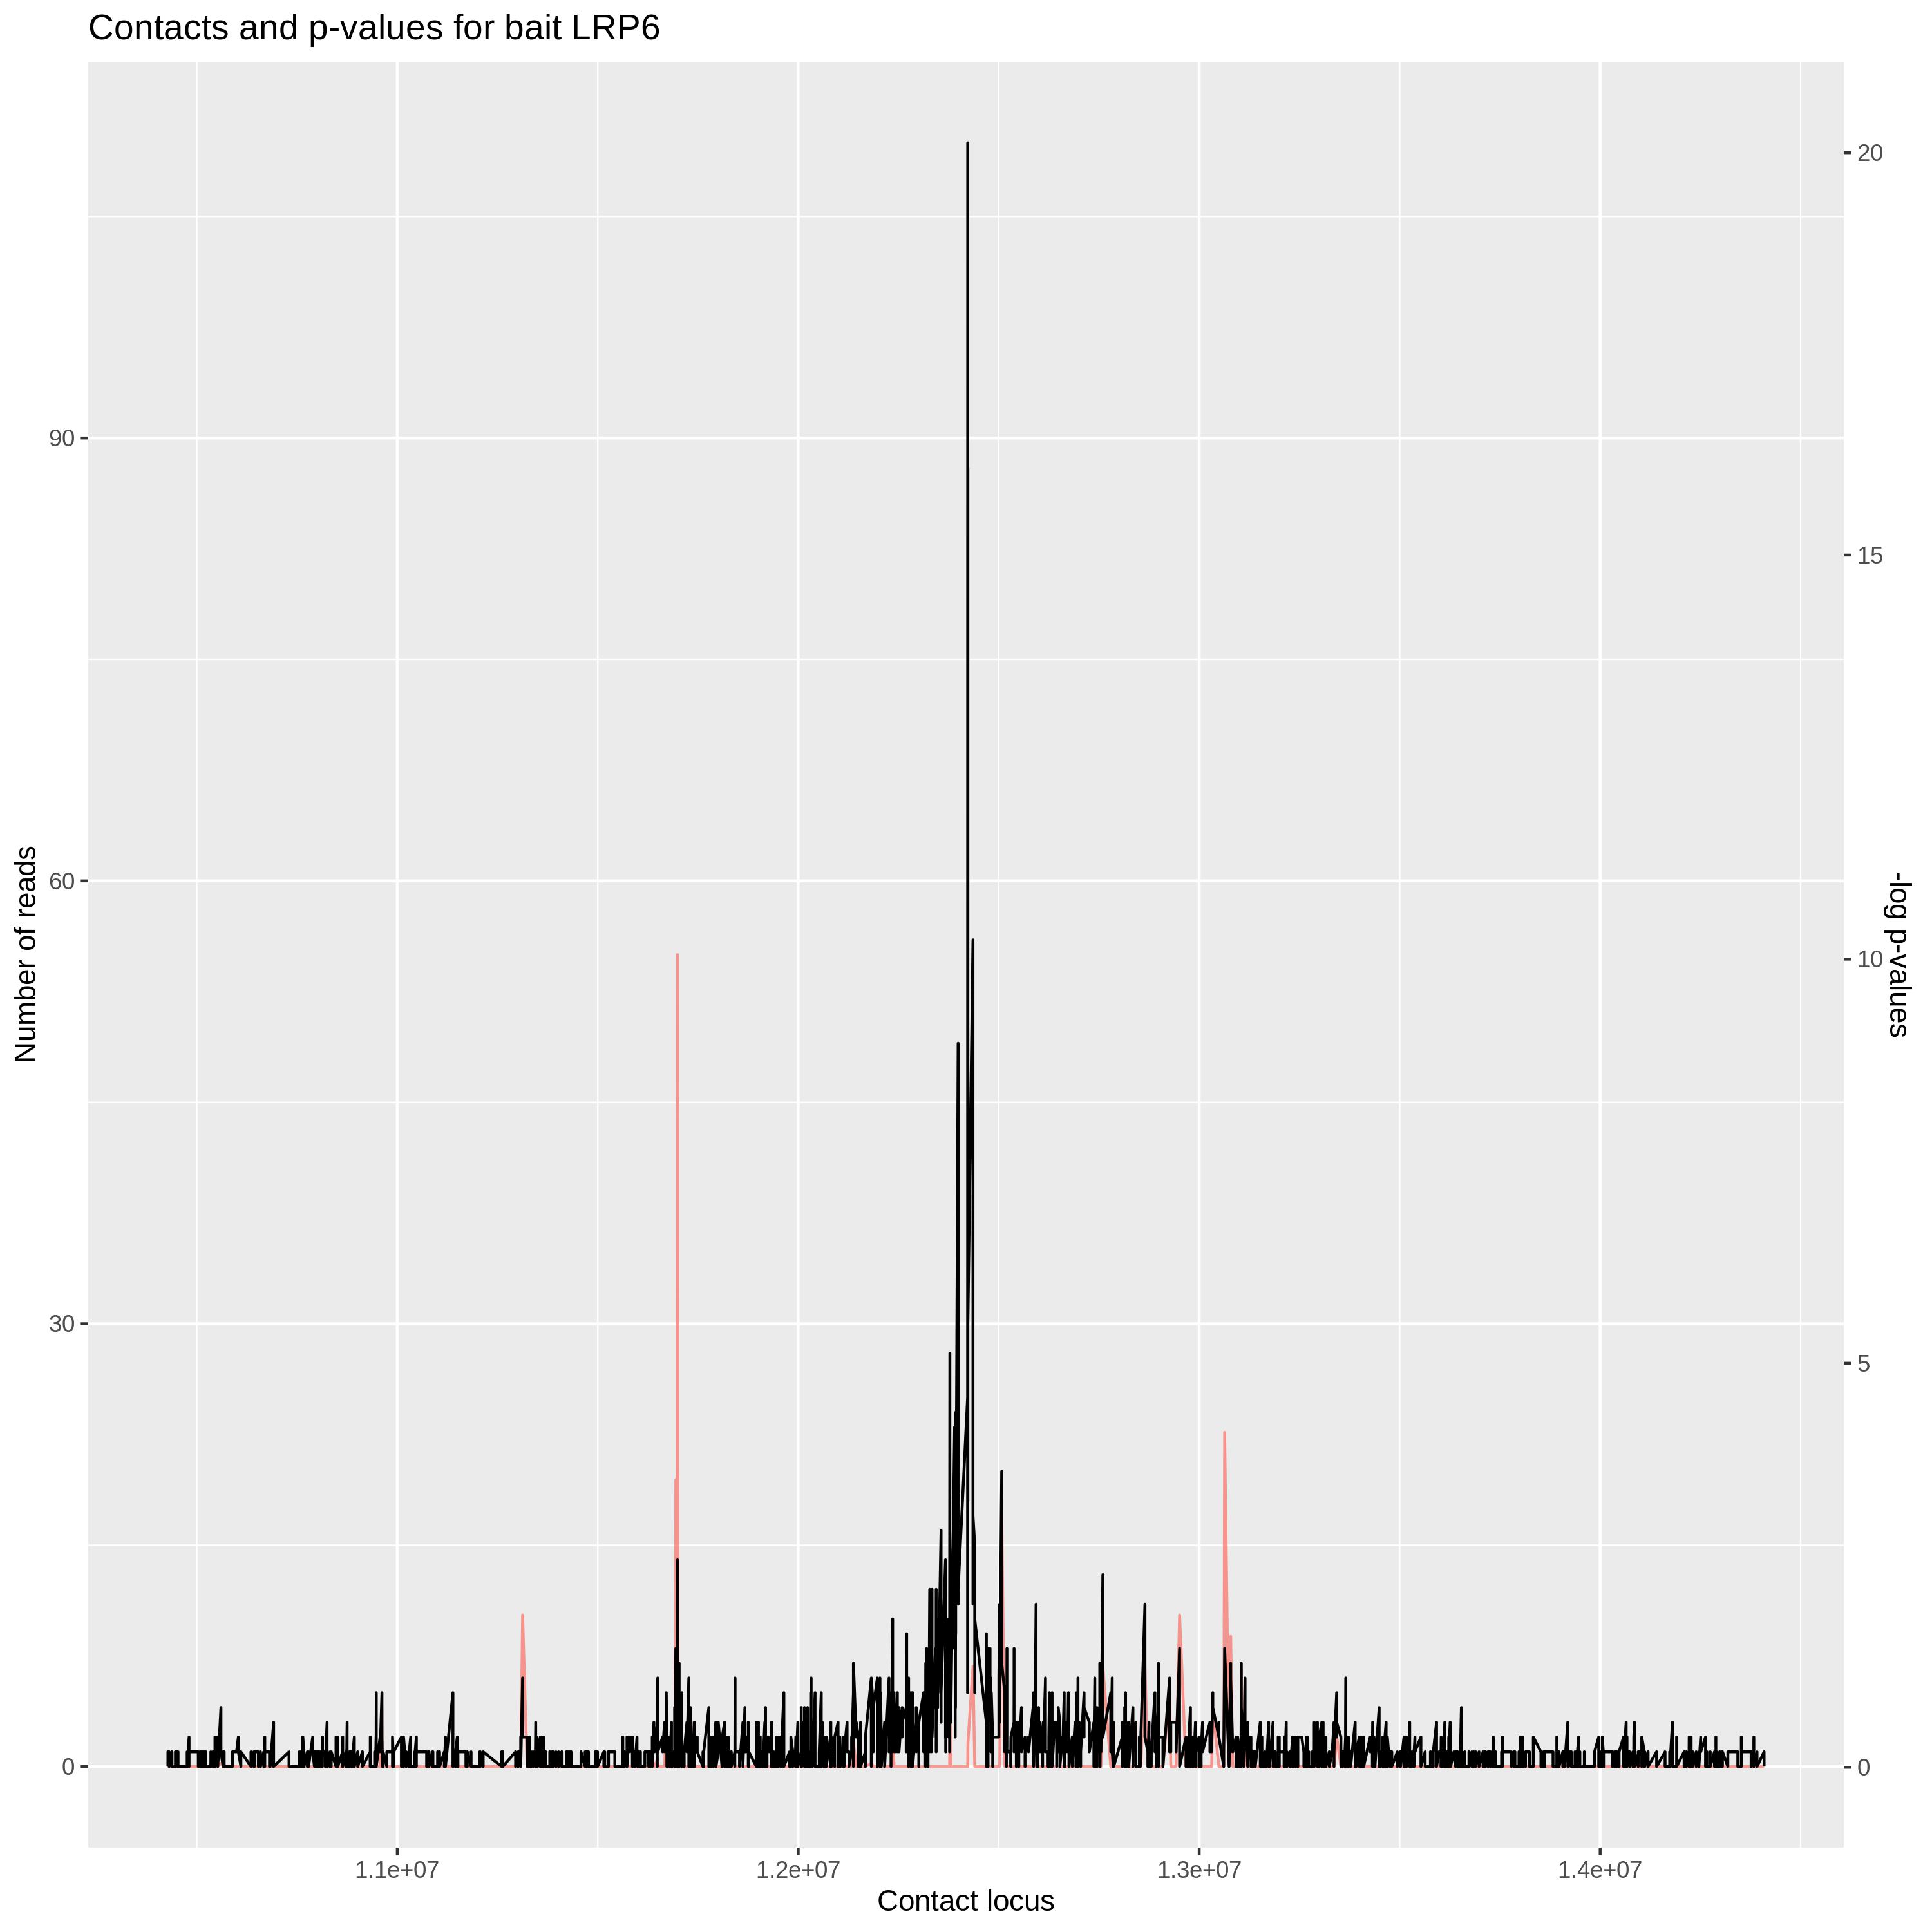 Contacts and p-values for bait LRP6
Number of reads
90
60
30
0
20
15
10
5
0
-log p-values
1.1e+07
1.2e+07
1.3e+07
1.4e+07
Contact locus